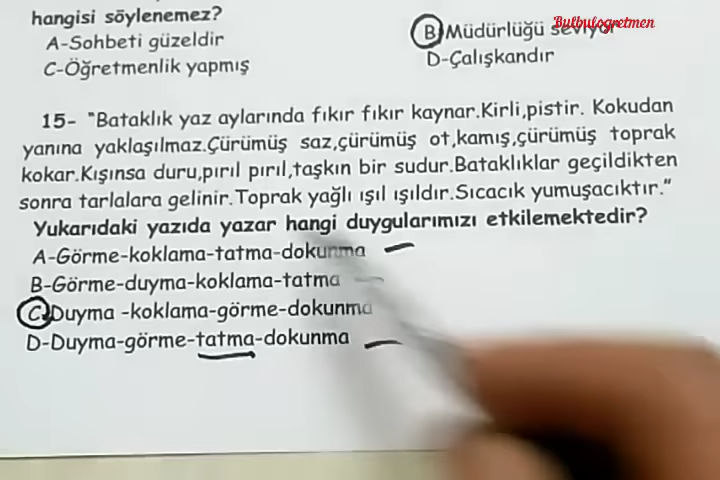 hangisi söylenemez?
A-Sohbeti güzeldir
B-Müdürlüğü seviyor
Bulbulogretmen
C-Öğretmenlik yapmış
D-Çalışkandır
15- "Bataklık yaz aylarında fıkır fıkır kaynar.Kirli,pistir. Kokudan
yanına yaklaşılmaz.Çürümüş saz,çürümüş ot,kamış,çürümüş toprak
kokar.Kışınsa duru,pırıl pırıl,taşkın bir sudur.Bataklıklar geçildikten
sonra tarlalara gelinir.Toprak yağlı ışıl ışıldır.Sıcacık yumuşacıktır."
Yukarıdaki yazıda yazar hangi duygularımızı etkilemektedir?
A-Görme-koklama-tatma-dokunma
B-Görme-duyma-koklama-tatma
C-Duyma -koklama-görme-dokunma
D-Duyma-görme-tatma-dokunma